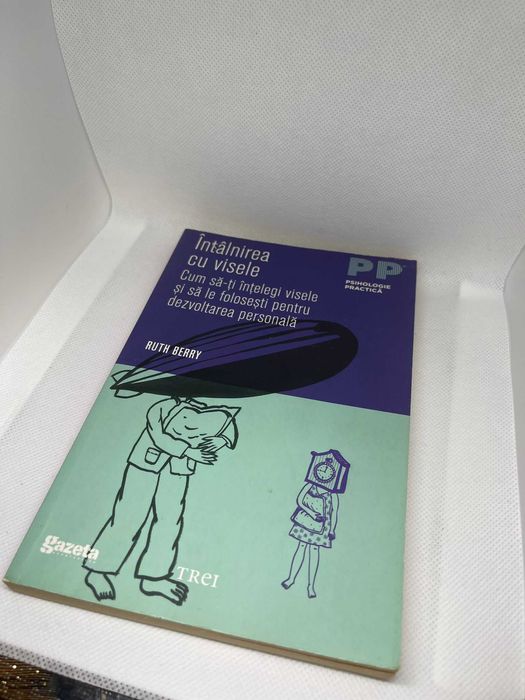 Întâlnirea
cu visele
Cum să-ți înțelegi visele
și să le folosești pentru
dezvoltarea personală
RUTH BERRY
PP
PSIHOLOGIE
PRACTICĂ
gazeta
TREI